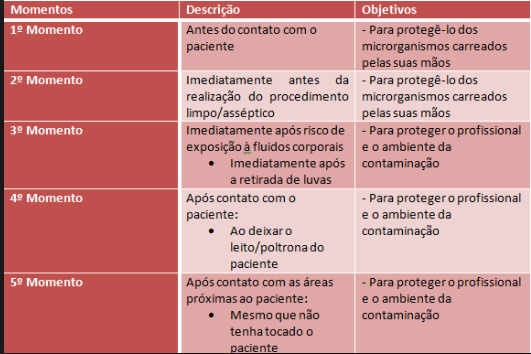 Momentos Descrição Objetivos
1º Momento Antes do contato com o - Para protegê-lo dos
paciente microrganismos carreados
pelas suas mãos
2º Momento Imediatamente antes da - Para protegê-lo dos
realização do procedimento microrganismos carreados
limpo/asséptico pelas suas mãos
3º Momento Imediatamente após risco de - Para proteger o profissional
exposição à fluidos corporais e o ambiente da
• Imediatamente após contaminação
a retirada de luvas
4º Momento Após contato com o - Para proteger o profissional
paciente: e o ambiente da
• Ao deixar o contaminação
leito/poltrona do
paciente
5º Momento Após contato com as áreas - Para proteger o profissional
próximas ao paciente: e o ambiente da
• Mesmo que não contaminação
tenha tocado o
paciente